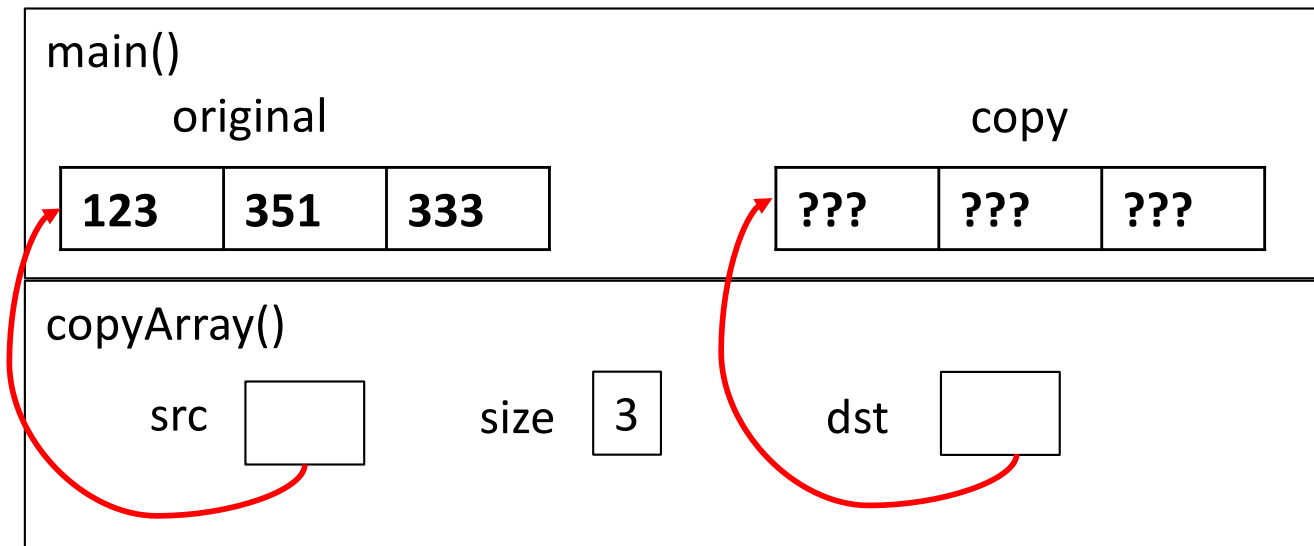 main()
original copy
123 351 333 ??? ??? ???
copyArray()
src size 3 dst